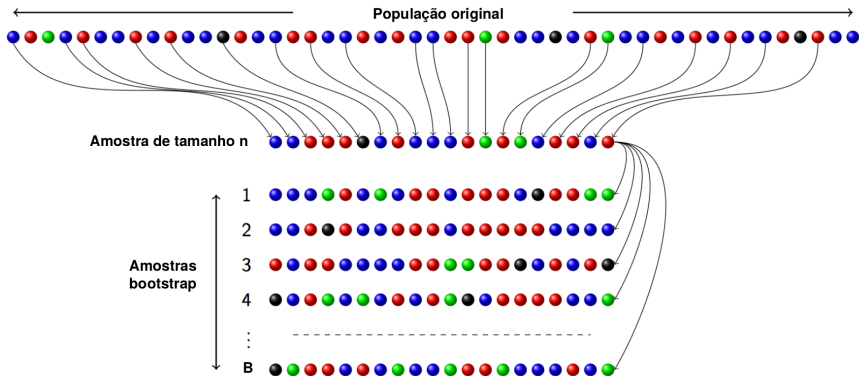 População original
Amostra de tamanho n
1
2
3
4
Amostras
bootstrap
⋮
B